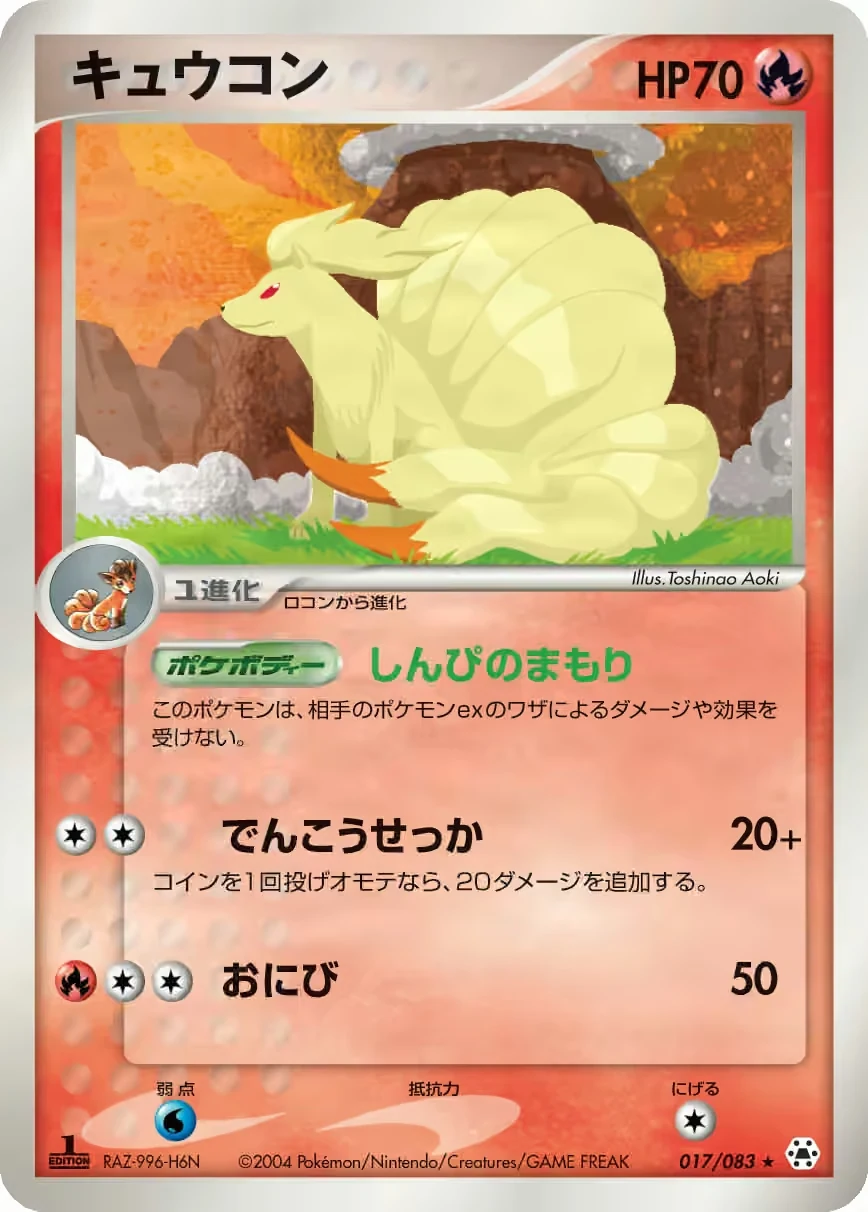 キュウコン HP70
Illus.Toshinao Aoki
1進化
ロコンから進化
ポケボディー しんぴのまもり
このポケモンは、相手のポケモンexのワザによるダメージや効果を
受けない。
でんこうせっか 20+
コインを1回投げオモテなら、20ダメージを追加する。
おにび 50
弱点 抵抗力 にげる
1 EDITION RAZ-996-H6N ©2004 Pokémon/Nintendo/Creatures/GAME FREAK 017/083 ★